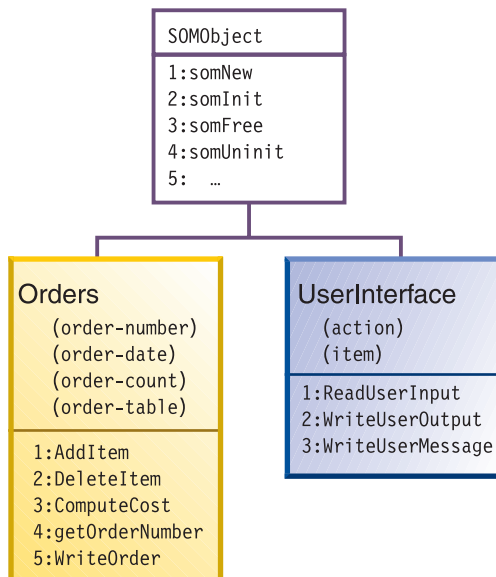 SOMObject
1:somNew
2:somInit
3:somFree
4:somUninit
5: …
Orders
(order-number)
(order-date)
(order-count)
(order-table)
1:AddItem
2:DeleteItem
3:ComputeCost
4:getOrderNumber
5:WriteOrder
UserInterface
(action)
(item)
1:ReadUserInput
2:WriteUserOutput
3:WriteUserMessage